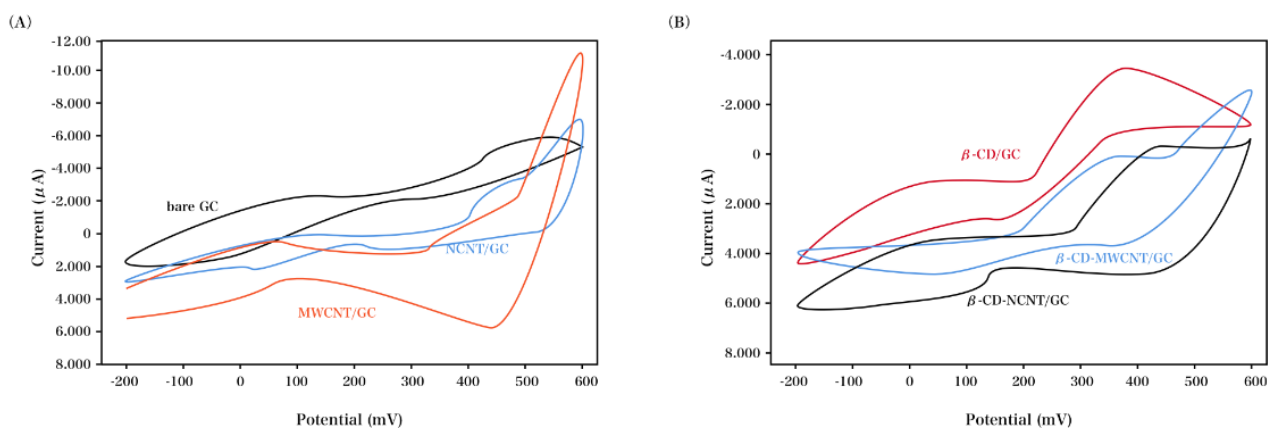 (A)
-12.00
-10.00
-8.000
-6.000
-4.000
-2.000
0
2.000
4.000
6.000
8.000
Current (μ A)
bare GC
NCNT/GC
MWCNT/GC
-200 -100 0 100 200 300 400 500 600
Potential (mV)
(B)
-4.000
-2.000
0
2.000
4.000
6.000
8.000
Current (μ A)
β-CD/GC
β-CD-MWCNT/GC
β-CD-NCNT/GC
-200 -100 0 100 200 300 400 500 600
Potential (mV)